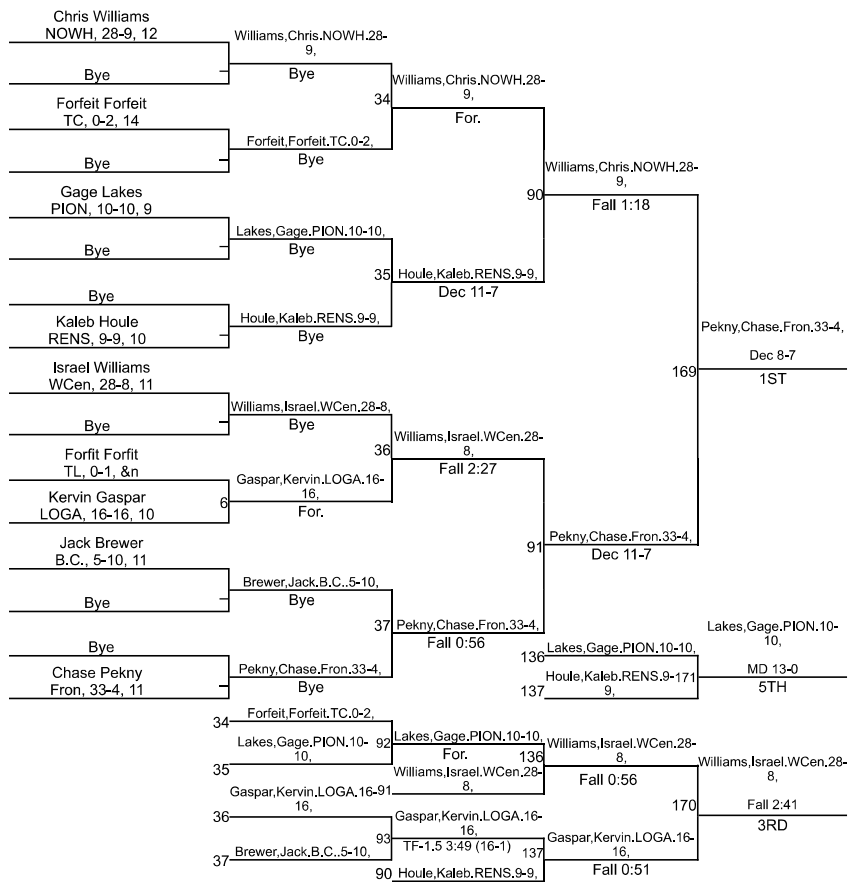 Chris Williams
NOWH, 28-9, 12
Bye
Williams,Chris.NOWH.28-
9,
Bye
Forfeit Forfeit
TC, 0-2, 14
Bye
Forfeit,Forfeit.TC.0-2,
Bye
34
Williams,Chris.NOWH.28-
9,
For.
Gage Lakes
PION, 10-10, 9
Bye
Lakes,Gage.PION.10-10,
Bye
Bye
Kaleb Houle
RENS, 9-9, 10
Houle,Kaleb.RENS.9-9,
Bye
35
Houle,Kaleb.RENS.9-9,
Dec 11-7
90
Williams,Chris.NOWH.28-
9,
Fall 1:18
Israel Williams
WCen, 28-8, 11
Bye
Williams,Israel.WCen.28-8,
Bye
Forfit Forfit
TL, 0-1, &n
Kervin Gaspar
LOGA, 16-16, 10
6
Gaspar,Kervin.LOGA.16-
16,
For.
36
Williams,Israel.WCen.28-
8,
Fall 2:27
Jack Brewer
B.C., 5-10, 11
Bye
Brewer,Jack.B.C..5-10,
Bye
Bye
Chase Pekny
Fron, 33-4, 11
Pekny,Chase.Fron.33-4,
Bye
37
Pekny,Chase.Fron.33-4,
Fall 0:56
91
Pekny,Chase.Fron.33-4,
Dec 11-7
169
Pekny,Chase.Fron.33-4,
Dec 8-7
1ST
136
Lakes,Gage.PION.10-10,
137
Houle,Kaleb.RENS.9-
9,
171
Lakes,Gage.PION.10-
10,
MD 13-0
5TH
34
Forfeit,Forfeit.TC.0-2,
35
Lakes,Gage.PION.10-
10,
92
Lakes,Gage.PION.10-10,
For.
91
Williams,Israel.WCen.28-
8,
136
Williams,Israel.WCen.28-
8,
Fall 0:56
36
Gaspar,Kervin.LOGA.16-
16,
37
Brewer,Jack.B.C..5-10,
93
Gaspar,Kervin.LOGA.16-
16,
TF-1.5 3:49 (16-1)
90
Houle,Kaleb.RENS.9-9,
137
Gaspar,Kervin.LOGA.16-
16,
Fall 0:51
170
Williams,Israel.WCen.28-
8,
Fall 2:41
3RD